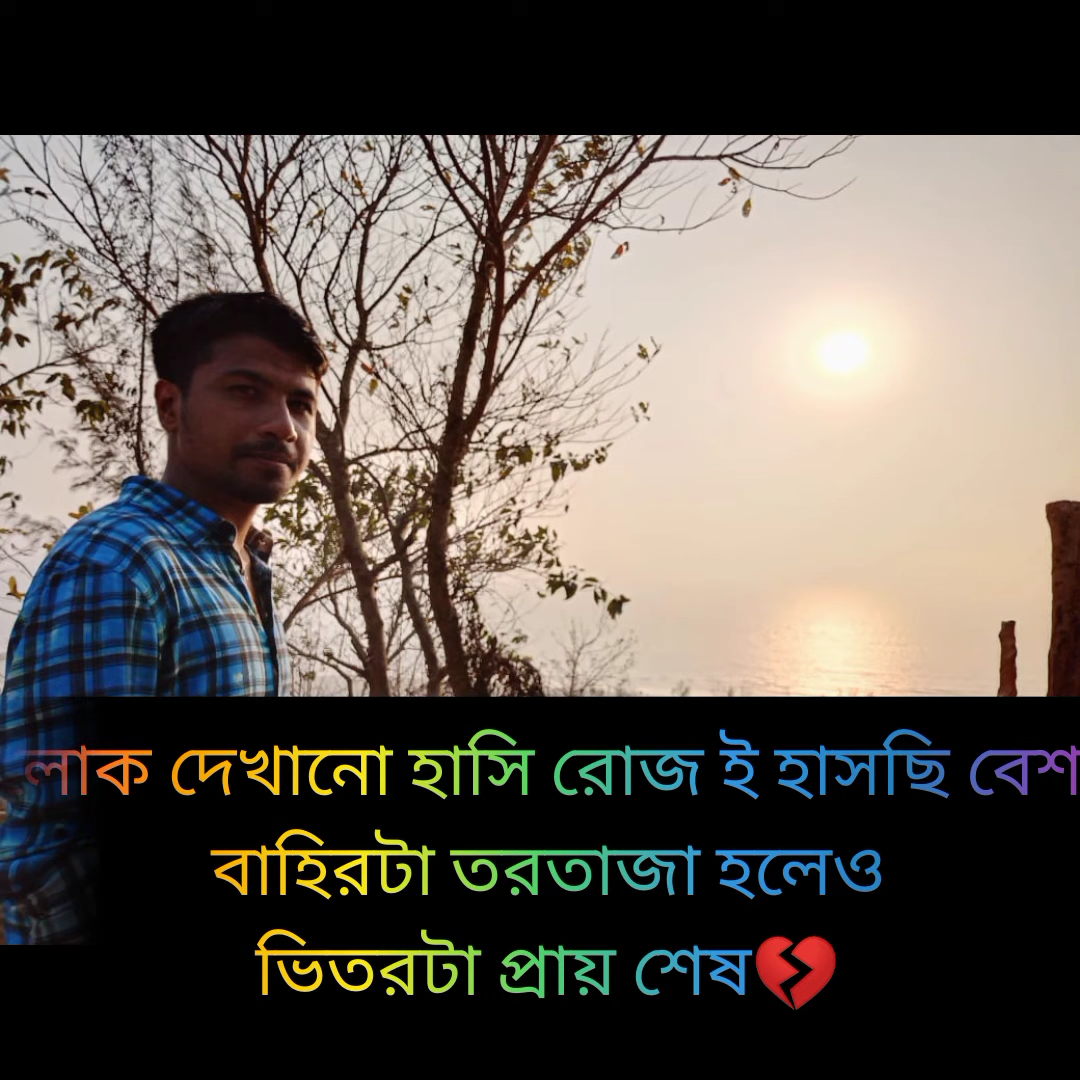 লাক দেখানো হাসি রোজ ই হাসছি বেশ
বাহিরটা তরতাজা হলেও
ভিতরটা প্রায় শেষ💔